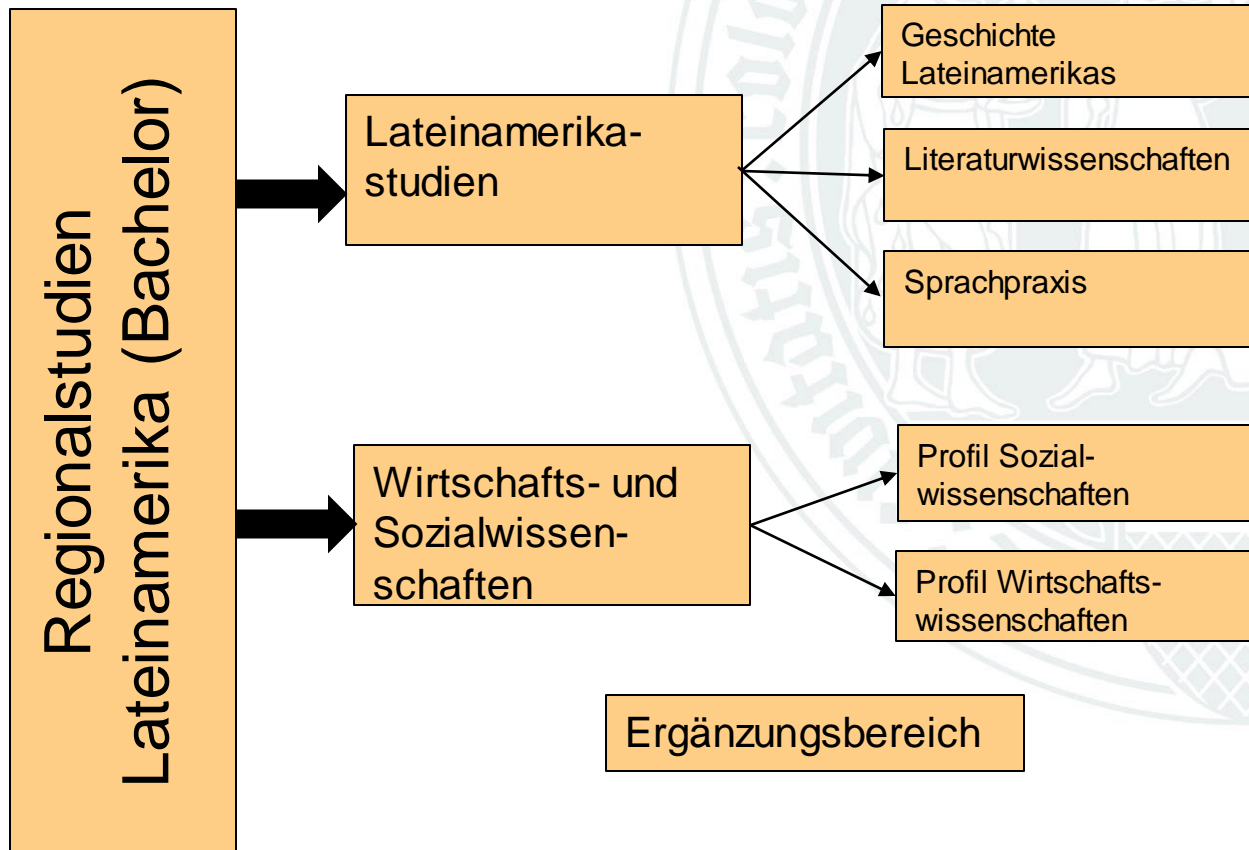 Regionalstudien
Lateinamerika (Bachelor)
Lateinamerika-
studien
Geschichte
Lateinamerikas
Literaturwissenschaften
Sprachpraxis
Wirtschafts- und
Sozialwissen-
schaften
Profil Sozial-
wissenschaften
Profil Wirtschafts-
wissenschaften
Ergänzungsbereich